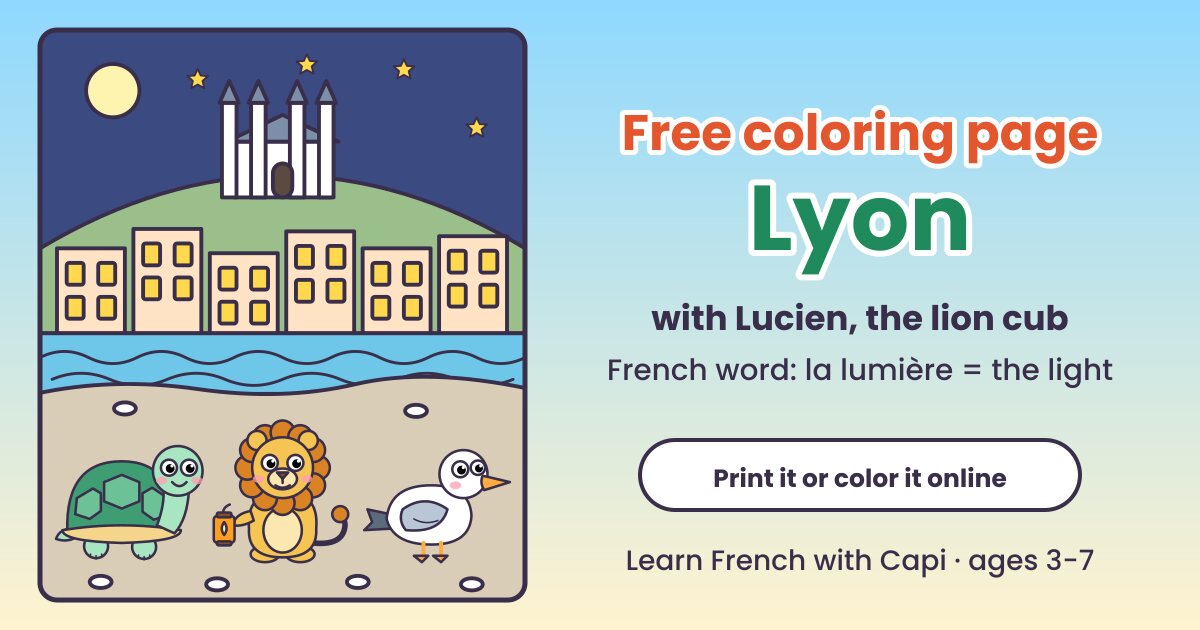 Free coloring page
Lyon
with Lucien, the lion cub
French word: la lumière = the light
Print it or color it online
Learn French with Capi · ages 3-7